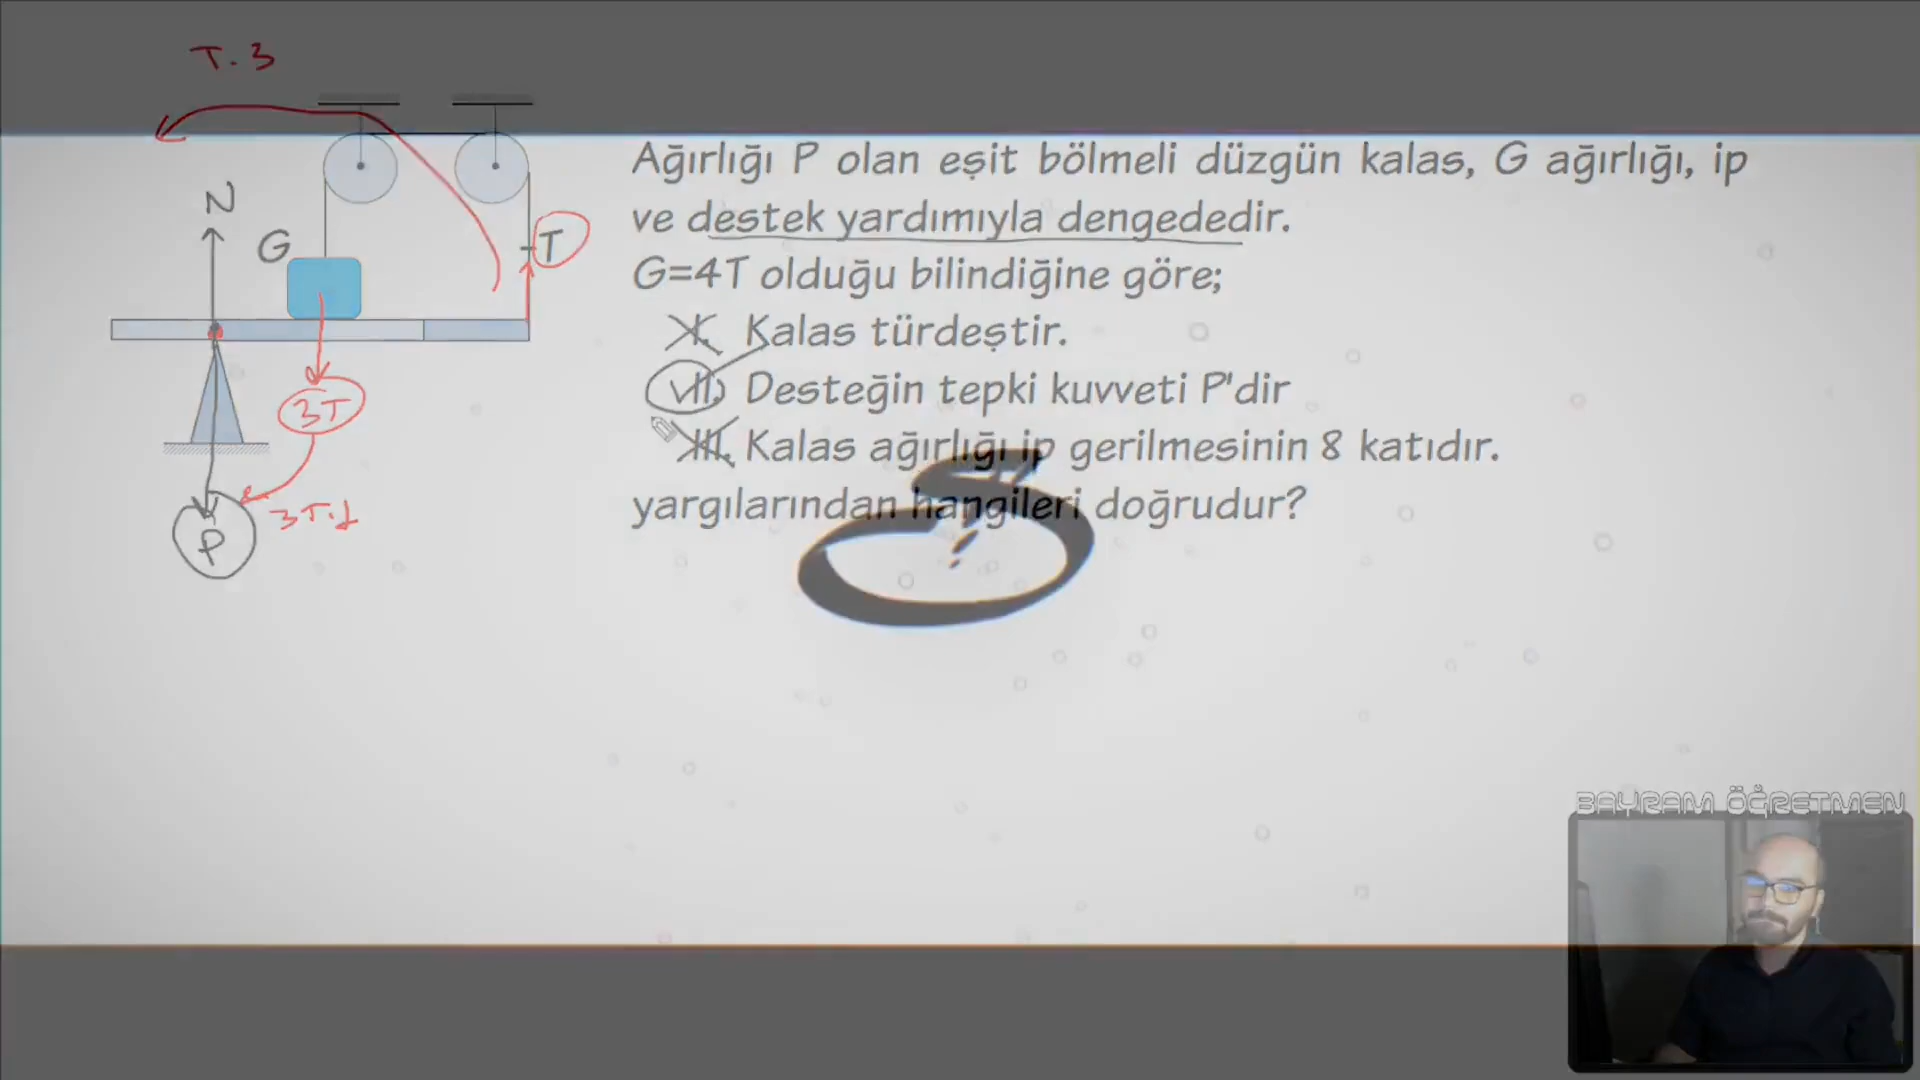 T.3
N
G
T
3T
3T.1
P
Ağırlığı P olan eşit bölmeli düzgün kalas, G ağırlığı, ip
ve destek yardımıyla dengededir.
G=4T olduğu bilindiğine göre;
I. Kalas türdeştir.
II. Desteğin tepki kuvveti P'dir
III. Kalas ağırlığı ip gerilmesinin 8 katıdır.
yargılarından hangileri doğrudur?
BAYRAM ÖĞRETMEN